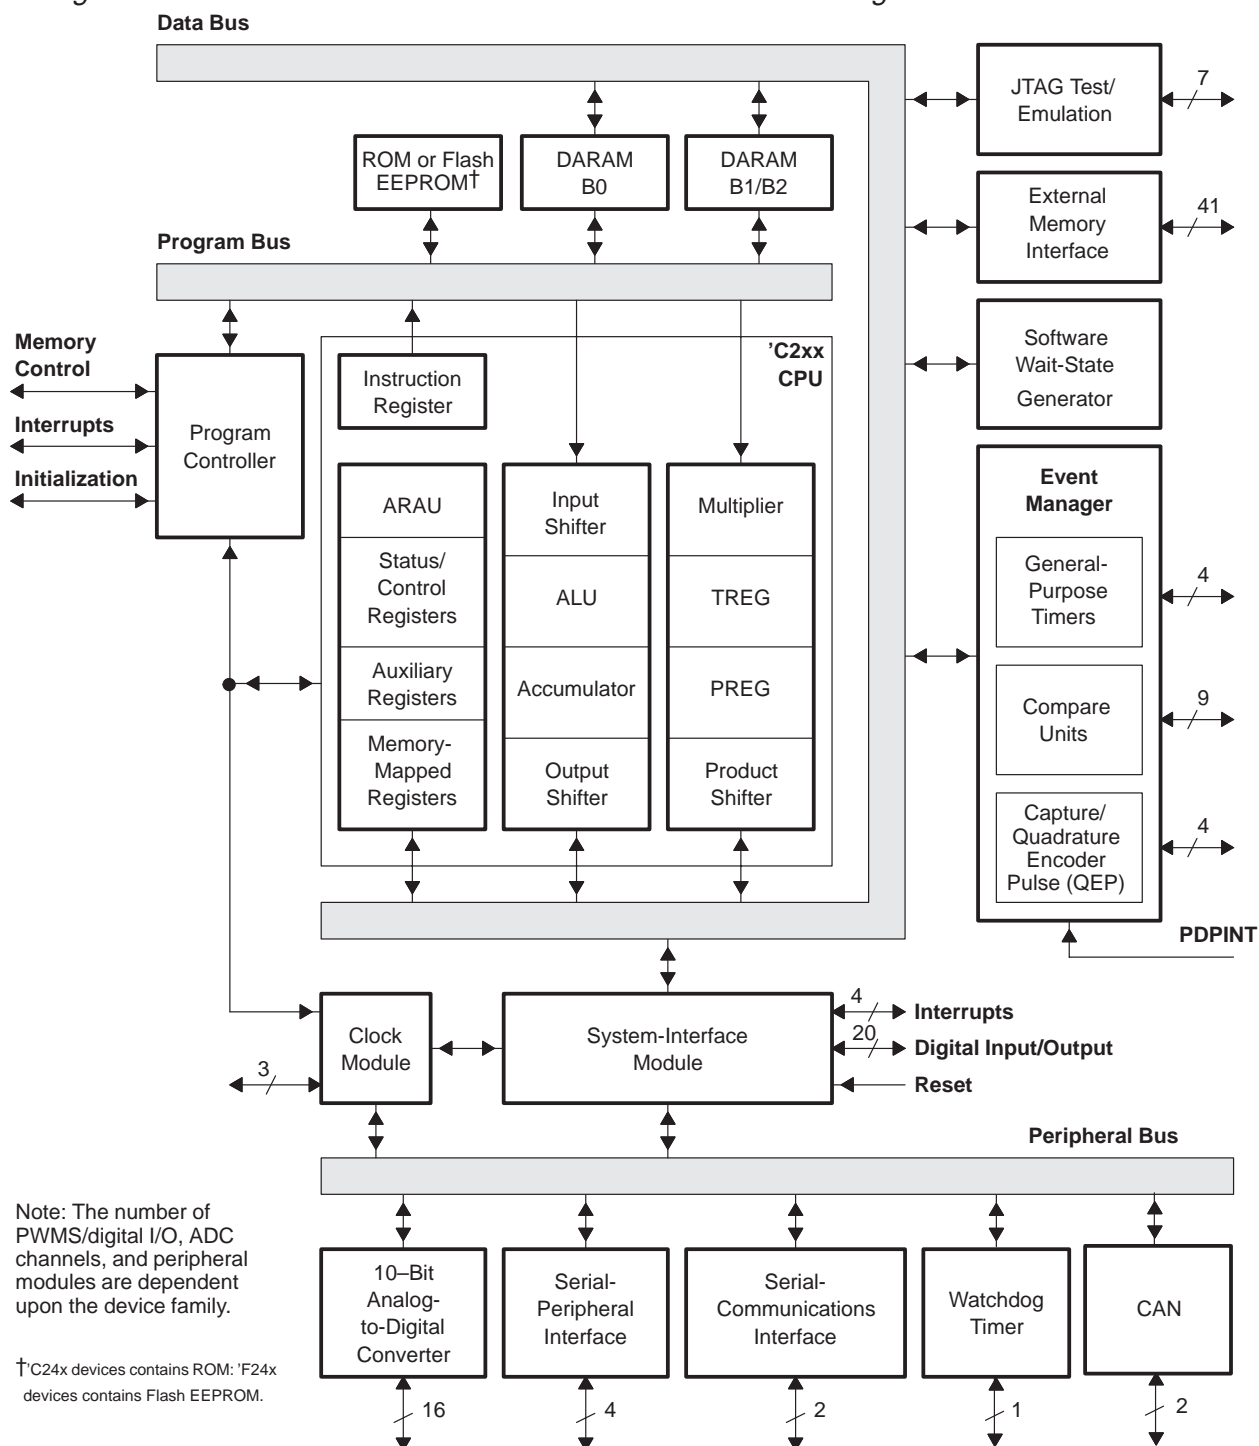 Data Bus
JTAG Test/
Emulation
7
ROM or Flash
EEPROM†
DARAM
B0
DARAM
B1/B2
External
Memory
Interface
41
Program Bus
Software
Wait-State
Generator
Memory
Control
Interrupts
Initialization
Program
Controller
'C2xx
CPU
Instruction
Register
ARAU
Status/
Control
Registers
Auxiliary
Registers
Memory-
Mapped
Registers
Input
Shifter
ALU
Accumulator
Output
Shifter
Multiplier
TREG
PREG
Product
Shifter
Event
Manager
General-
Purpose
Timers
4
Compare
Units
9
Capture/
Quadrature
Encoder
Pulse (QEP)
4
PDPINT
Clock
Module
3
System-Interface
Module
4
Interrupts
20
Digital Input/Output
Reset
Peripheral Bus
Note: The number of
PWMS/digital I/O, ADC
channels, and peripheral
modules are dependent
upon the device family.
†'C24x devices contains ROM: 'F24x
devices contains Flash EEPROM.
10–Bit
Analog-
to-Digital
Converter
16
Serial-
Peripheral
Interface
4
Serial-
Communications
Interface
2
Watchdog
Timer
1
CAN
2